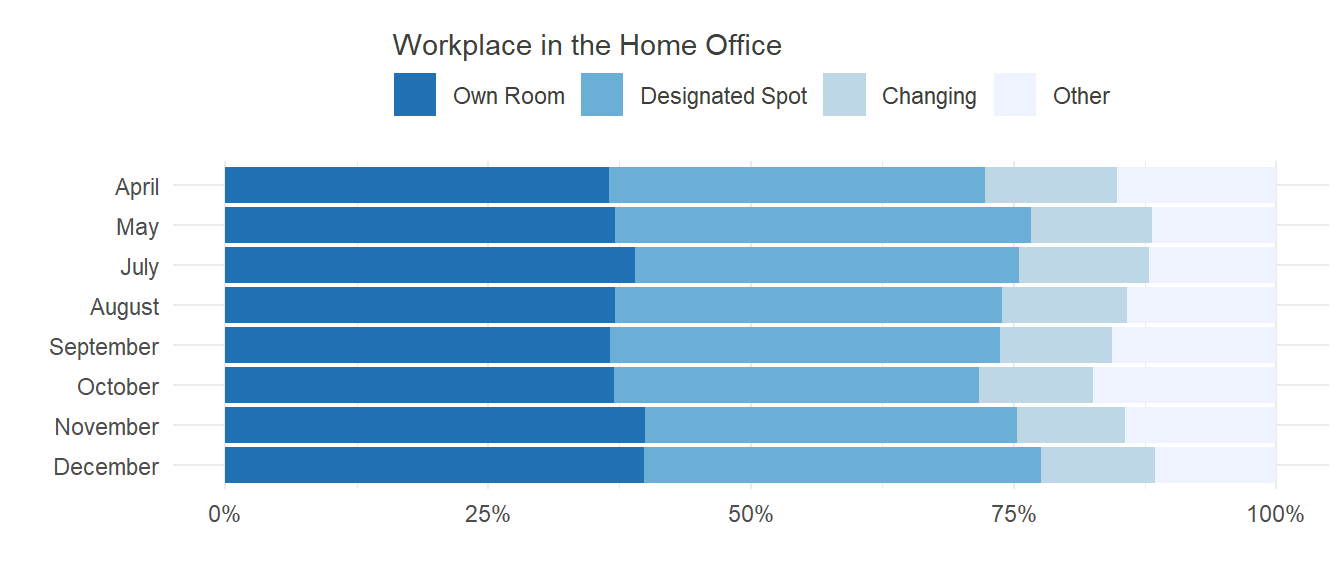 Workplace in the Home Office
Own Room Designated Spot Changing Other
April
May
July
August
September
October
November
December
0% 25% 50% 75% 100%